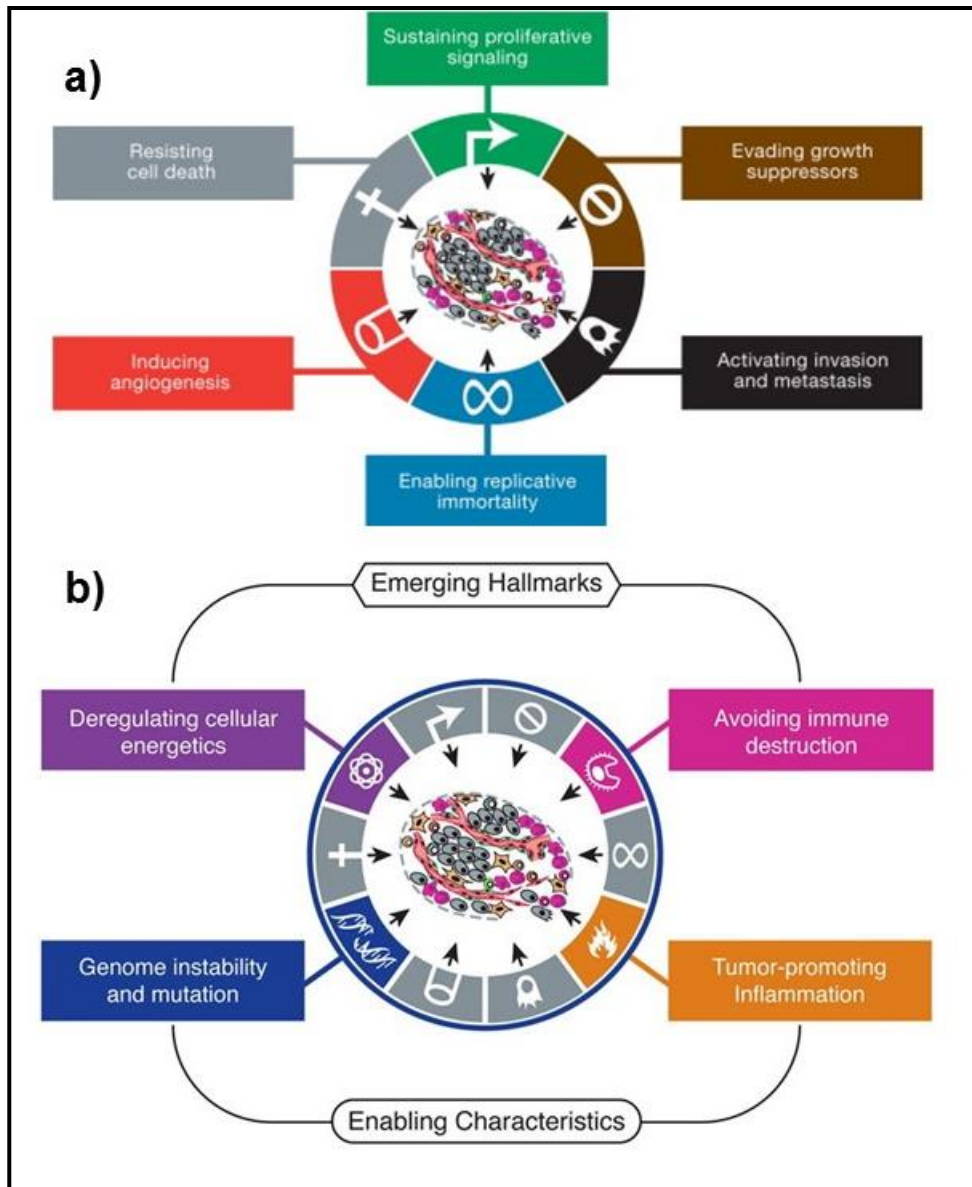 a)
Sustaining proliferative
signaling
Resisting
cell death
Evading growth
suppressors
Inducing
angiogenesis
Activating invasion
and metastasis
Enabling replicative
immortality
b)
Emerging Hallmarks
Deregulating cellular
energetics
Avoiding immune
destruction
Genome instability
and mutation
Tumor-promoting
Inflammation
Enabling Characteristics